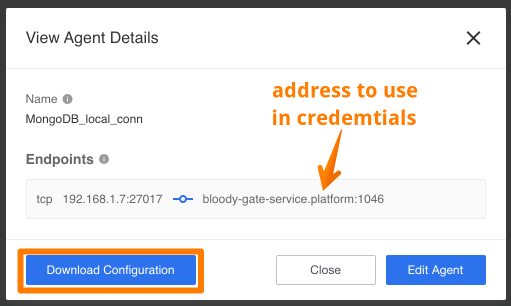 View Agent Details
address to use
in credemtials
Name
MongoDB_local_conn
Endpoints
tcp 192.168.1.7:27017 bloody-gate-service.platform:1046
Download Configuration Close Edit Agent